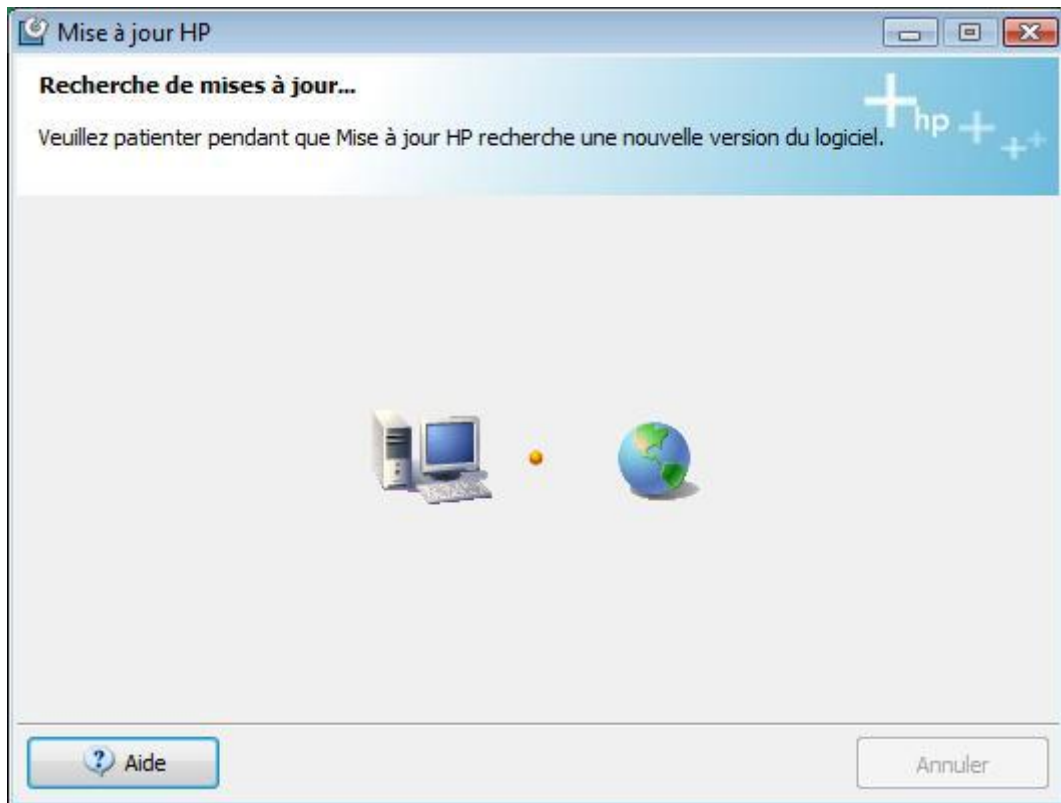 Mise à jour HP
Recherche de mises à jour...
Veuillez patienter pendant que Mise à jour HP recherche une nouvelle version du logiciel.
hp
Aide
Annuler